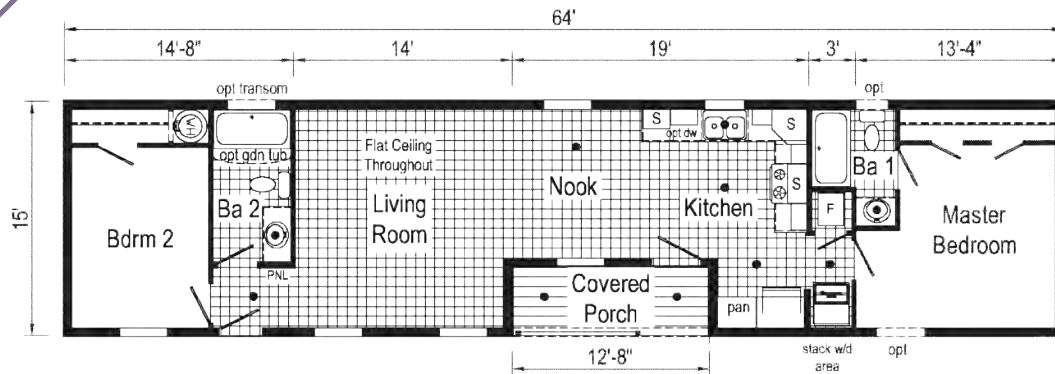 64'
14'-8" 14' 19' 3' 13'-4"
opt transom opt
15'
WH
S
opt dw
S
Flat Ceiling
Throughout
opt gdn tub
Nook
S
Ba 1
Ba 2
Living
Room
Kitchen
F
Bdrm 2
Master
Bedroom
PNL
Covered
Porch
pan
12'-8"
stack w/d
area
opt